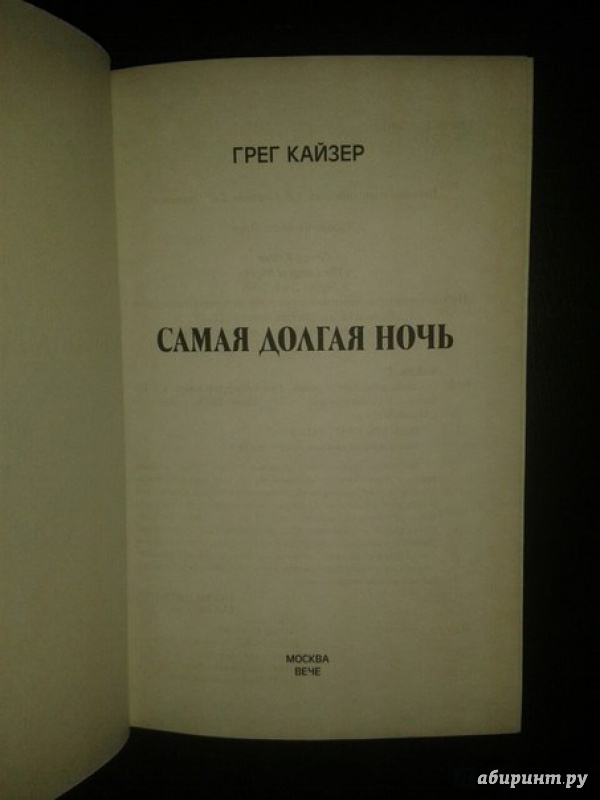 ГРЕГ КАЙЗЕР
САМАЯ ДОЛГАЯ НОЧЬ
МОСКВА
ВЕЧЕ
абиринт.ру